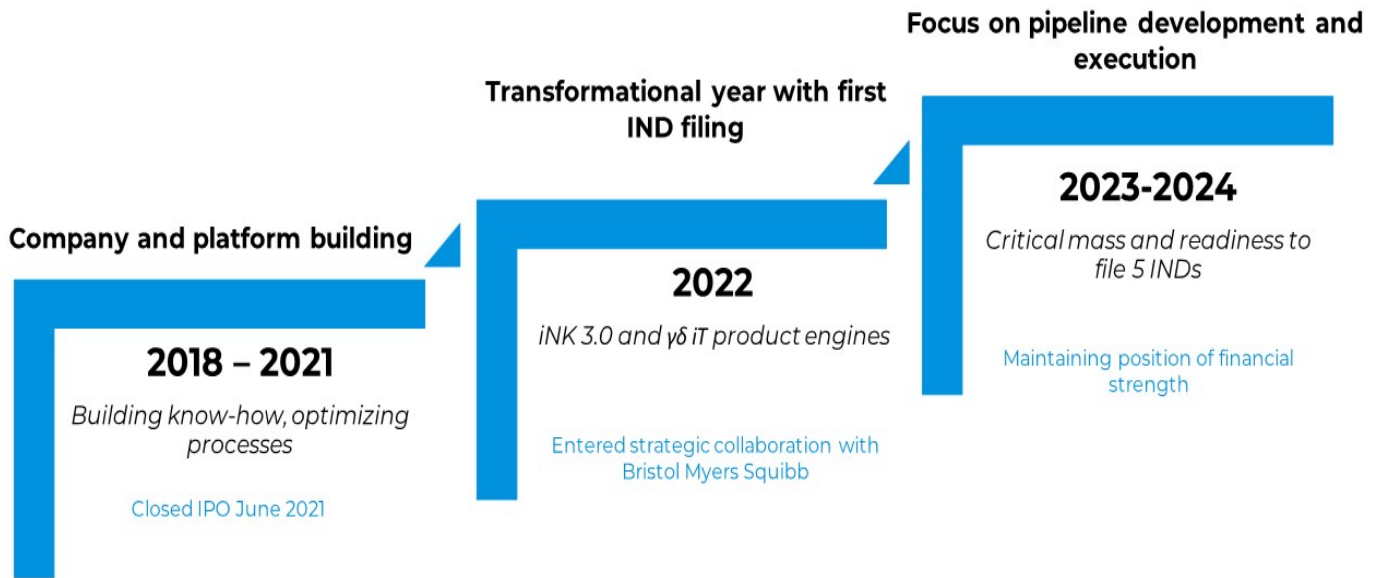 Company and platform building
2018 – 2021
Building know-how, optimizing
processes
Closed IPO June 2021
Transformational year with first
IND filing
2022
iNK 3.0 and γδ iT product engines
Entered strategic collaboration with
Bristol Myers Squibb
Focus on pipeline development and
execution
2023-2024
Critical mass and readiness to
file 5 INDs
Maintaining position of financial
strength